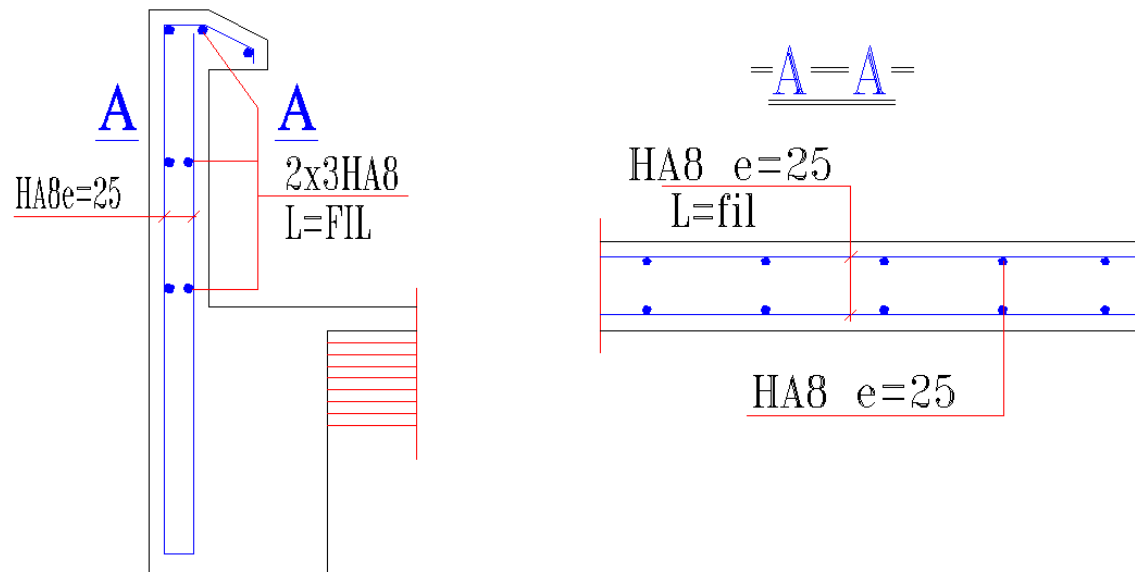 A A
HA8e=25
2x3HA8
L=FIL
=A=A=
HA8 e=25
L=fil
HA8 e=25